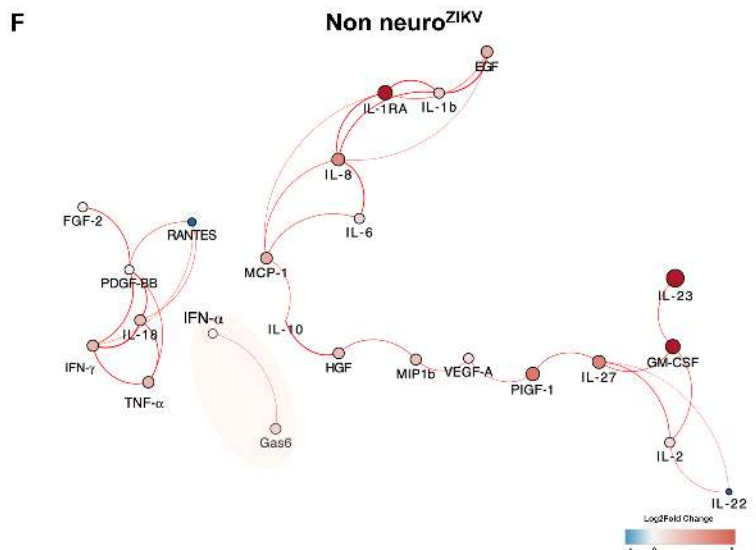 F
Non neuroZIKV
EGF
IL-1RA
IL-1b
IL-8
FGF-2
RANTES
IL-6
MCP-1
PDGF-BB
IL-23
IFN-α
IL-18
IL-10
GM-CSF
IFN-γ
HGF
MIP1b
VEGF-A
IL-27
TNF-α
PIGF-1
Gas6
IL-2
IL-22
Log2Fold Change
0